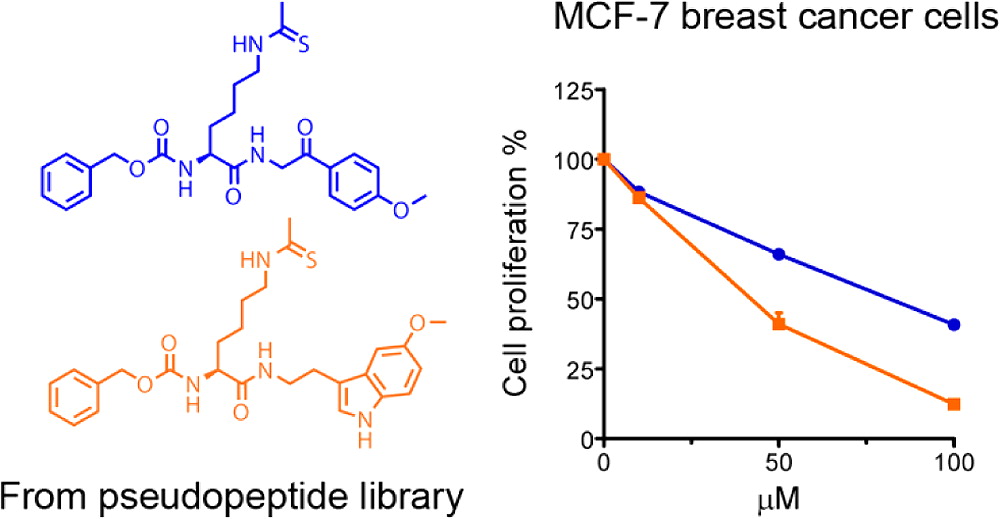 HN
S
O
O
N
H
O
H
N
O
O
HN
S
O
O
N
H
O
H
N
O
N
H
From pseudopeptide library
MCF-7 breast cancer cells
Cell proliferation %
125
100
75
50
25
0
0
50
100
μM